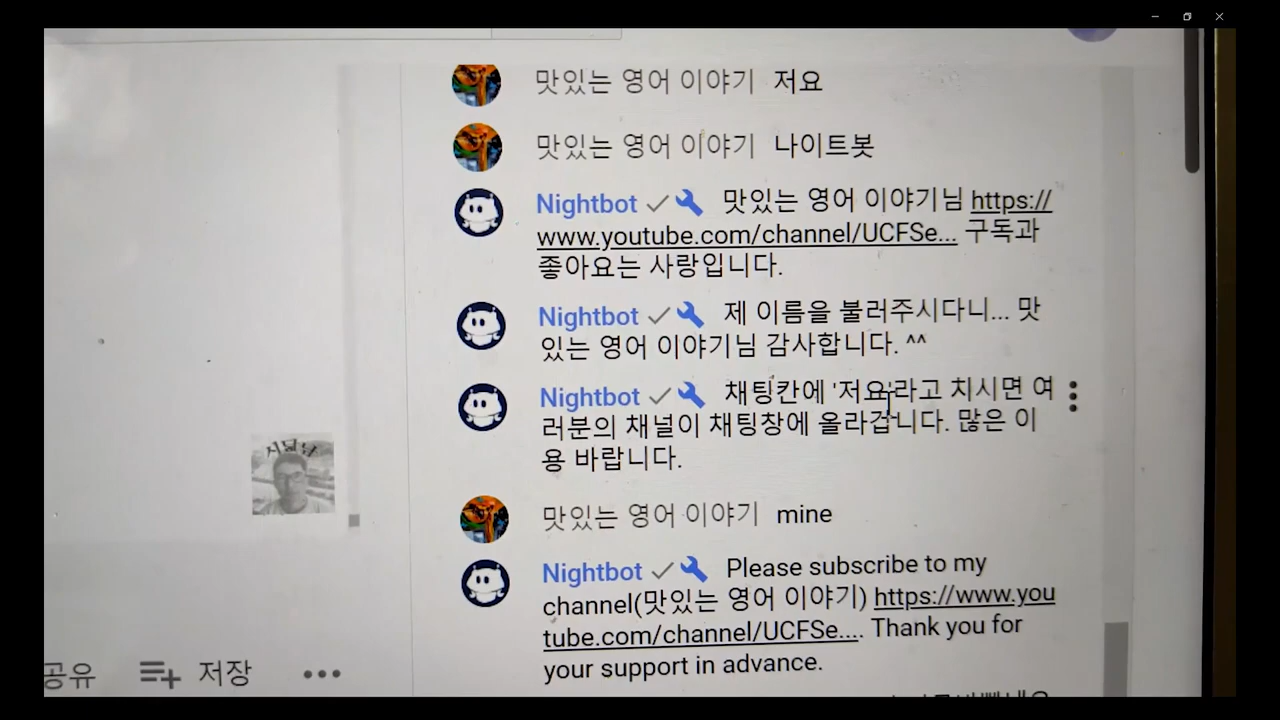 맛있는 영어 이야기 저요
맛있는 영어 이야기 나이트봇
Nightbot 맛있는 영어 이야기님 https://
www.youtube.com/channel/UCFSe... 구독과
좋아요는 사랑입니다.
Nightbot 제 이름을 불러주시다니... 맛
있는 영어 이야기님 감사합니다. ^^
Nightbot 채팅칸에 '저요'라고 치시면 여
러분의 채널이 채팅창에 올라겁니다. 많은 이
용 바랍니다.
맛있는 영어 이야기 mine
Nightbot Please subscribe to my
channel(맛있는 영어 이야기) https://www.you
tube.com/channel/UCFSe.... Thank you for
your support in advance.
공유 저장